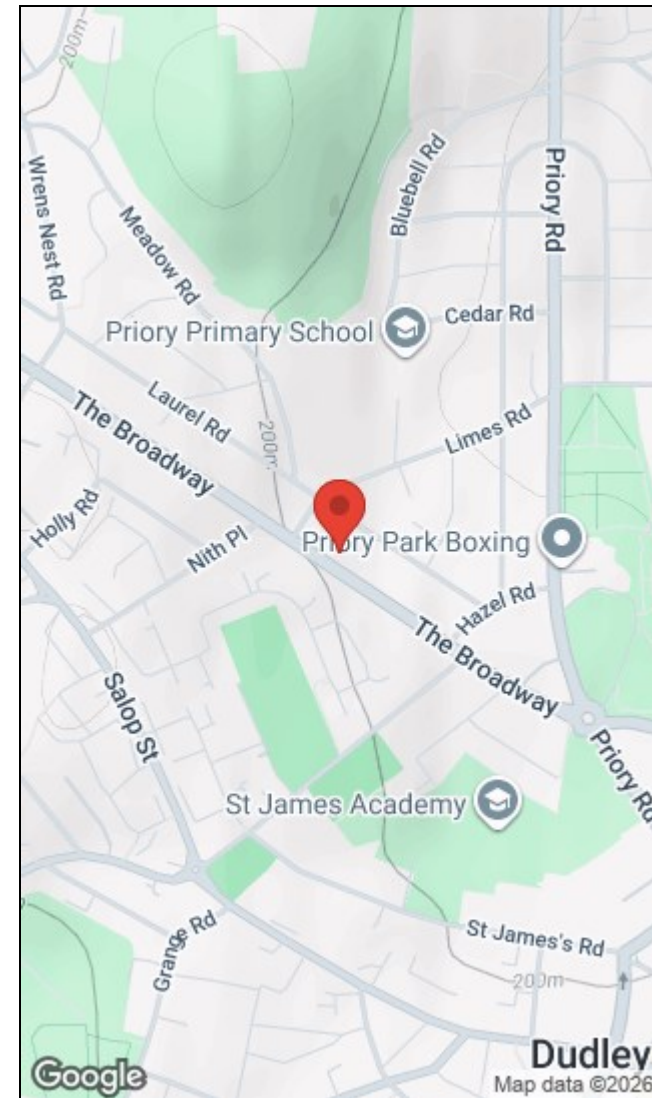 200m
Wrens Nest Rd
Meadow Rd
Bluebell Rd
Priory Rd
Priory Primary School
Cedar Rd
Laurel Rd
The Broadway
200m
Limes Rd
Holly Rd
Nith Pl
Priory Park Boxing
Hazel Rd
The Broadway
Salop St
Priory Rd
St James Academy
Grange Rd
St James's Rd
200m
Dudley
Google
Map data ©2026